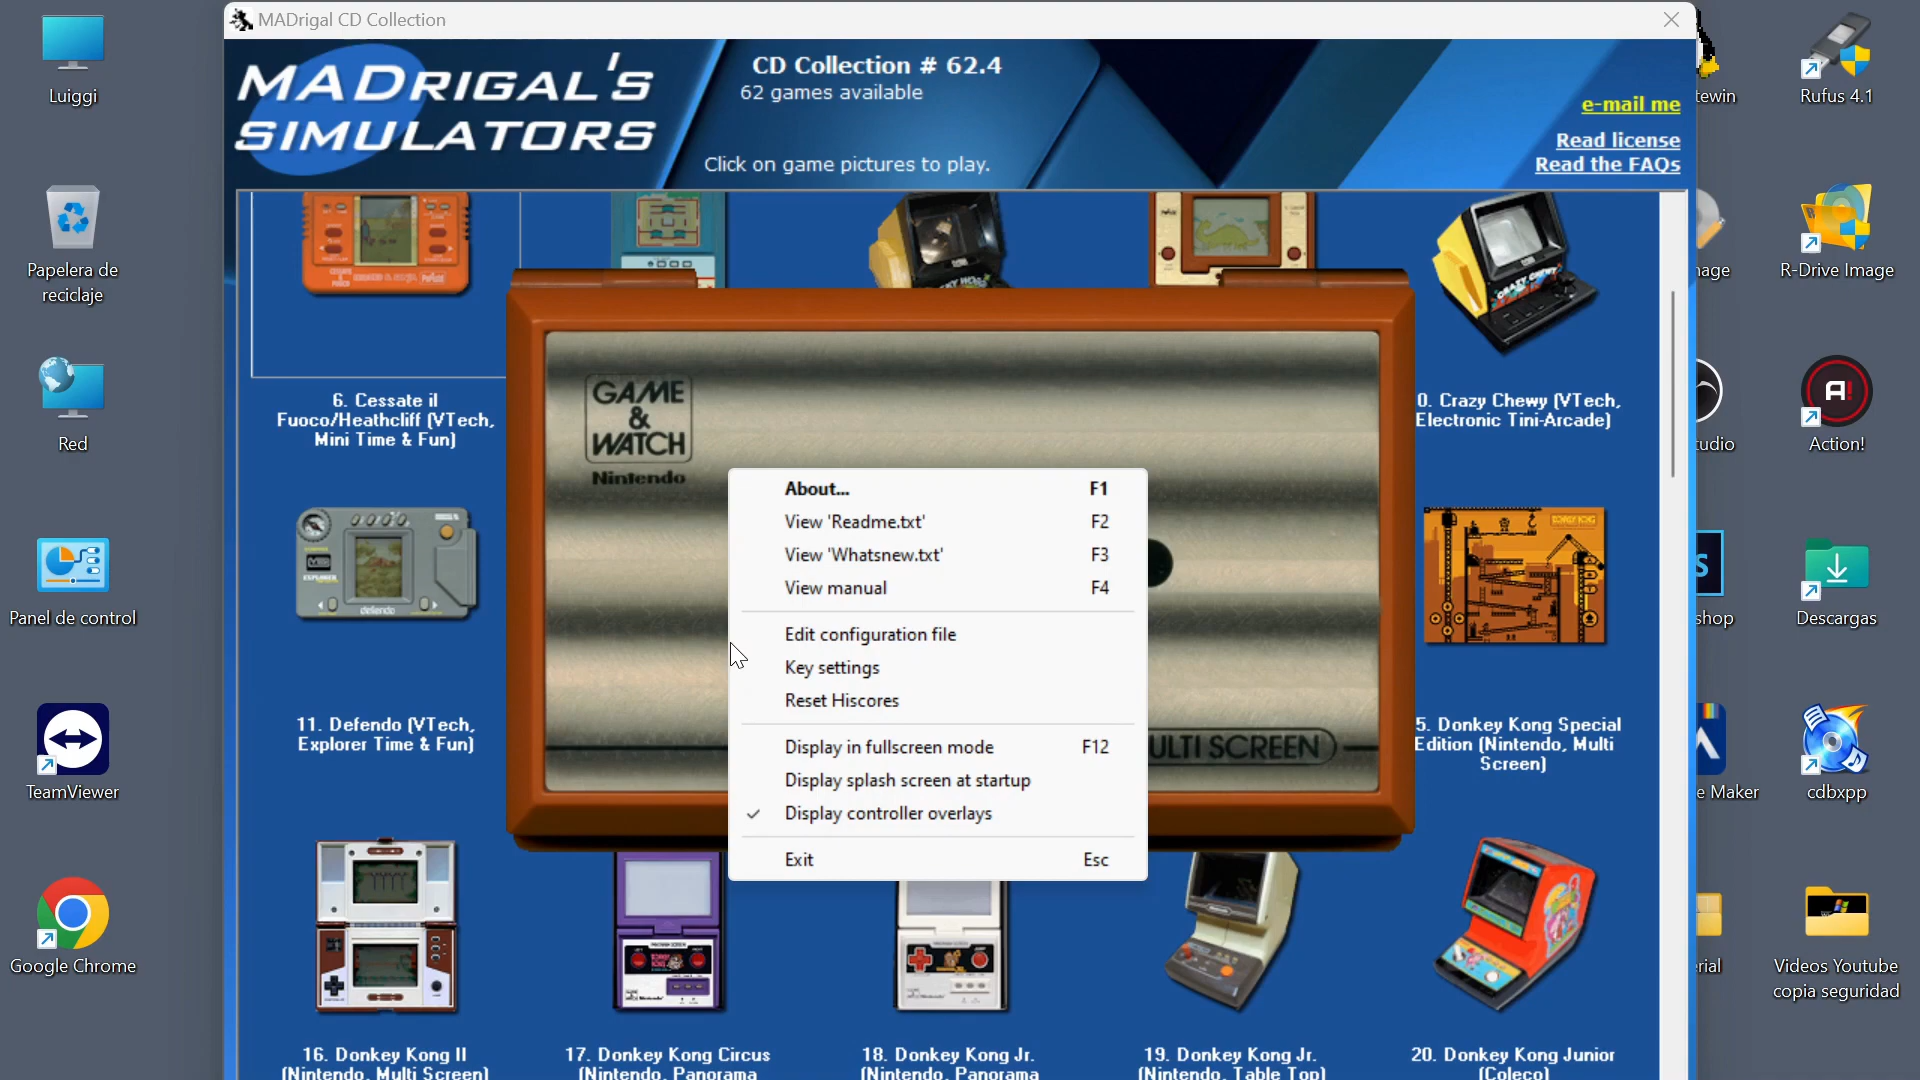 MADrigal CD Collection
MADRIGAL'S
SIMULATORS
CD Collection # 62.4
62 games available
Click on game pictures to play.
e-mail me
Read license
Read the FAQs
Luiggi
Papelera de
reciclaje
Red
Panel de control
TeamViewer
Google Chrome
6. Cessate il
Fuoco/Heathcliff (VTech,
Mini Time & Fun)
0. Crazy Chewy (VTech,
Electronic Tini-Arcade)
GAME
&
WATCH
Nintendo
ULTI SCREEN
About... F1
View 'Readme.txt' F2
View 'Whatsnew.txt' F3
View manual F4
Edit configuration file
Key settings
Reset Hiscores
Display in fullscreen mode F12
Display splash screen at startup
Display controller overlays
Exit Esc
11. Defendo (VTech,
Explorer Time & Fun)
defendo
DONKEY KONG
5. Donkey Kong Special
Edition (Nintendo, Multi
Screen)
16. Donkey Kong II
(Nintendo, Multi Screen)
17. Donkey Kong Circus
(Nintendo, Panorama
18. Donkey Kong Jr.
(Nintendo, Panorama
19. Donkey Kong Jr.
(Nintendo, Table Top)
20. Donkey Kong Junior
(Coleco)
tewin
Rufus 4.1
nage
R-Drive Image
tudio
Action!
shop
Descargas
e Maker
cdbxpp
rial
Videos Youtube
copia seguridad